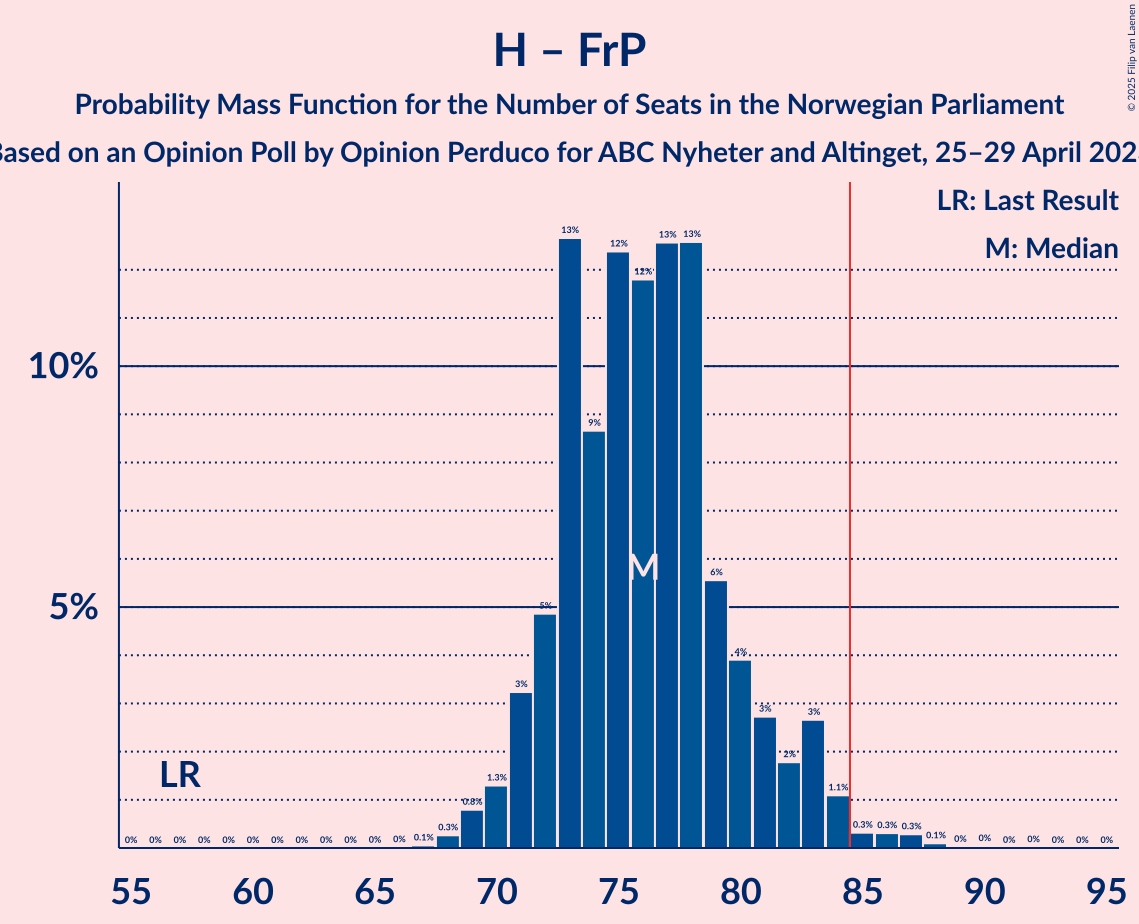 H – FrP
Probability Mass Function for the Number of Seats in the Norwegian Parliament
Based on an Opinion Poll by Opinion Perduco for ABC Nyheter and Altinget, 25–29 April 202
© 2025 Filip van Laenen
LR: Last Result
M: Median
10%
5%
0% 0% 0% 0% 0% 0% 0% 0% 0% 0% 0% 0% 0.1% 0.3% 0.8% 1.3% 3% 5% 13% 9% 12% 12% 13% 13% 6% 4% 3% 2% 3% 1.1% 0.3% 0.3% 0.3% 0.1% 0% 0% 0% 0% 0% 0% 0%
M
LR
55 60 65 70 75 80 85 90 95